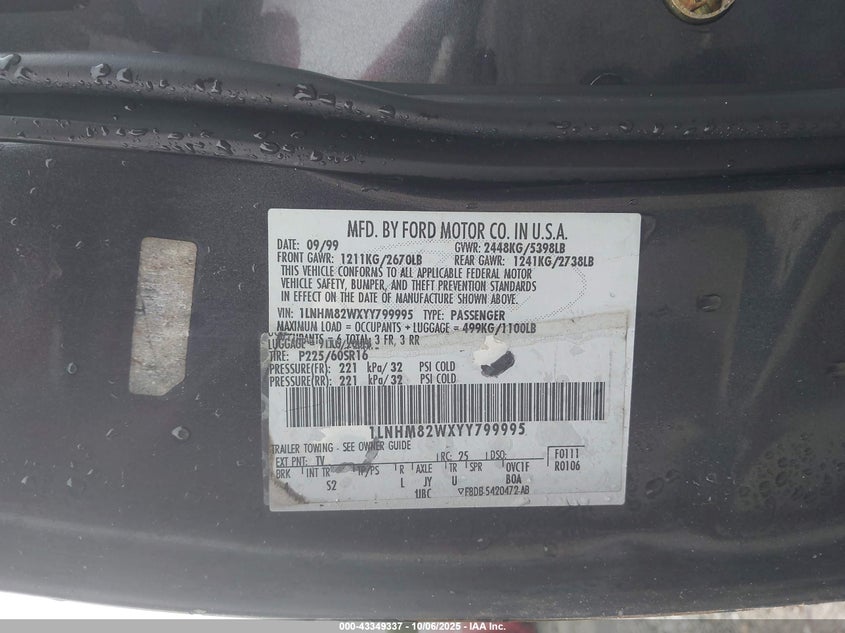 MFD. BY FORD MOTOR CO. IN U.S.A.
DATE: 09/99 GVWR: 2448KG/5398LB
FRONT GAWR: 1211KG/2670LB REAR GAWR: 1241KG/2738LB
THIS VEHICLE CONFORMS TO ALL APPLICABLE FEDERAL MOTOR
VEHICLE SAFETY, BUMPER, AND THEFT PREVENTION STANDARDS
IN EFFECT ON THE DATE OF MANUFACTURE SHOWN ABOVE.
VIN: 1LNHM82WXYY799995 TYPE: PASSENGER
MAXIMUM LOAD = OCCUPANTS + LUGGAGE = 499KG/1100LB
6 TOTAL, 3 FR, 3 RR
LUGGAGE =
TIRE: P225/60SR16
PRESSURE(FR): 221 kPa/ 32 PSI COLD
PRESSURE(RR): 221 kPa/ 32 PSI COLD
1LNHM82WXYY799995
TRAILER TOWING - SEE OWNER GUIDE
EXT PNT: TV RC: 25 DSO: F0111
BRK INT TR TP/PS R AXLE TR SPR OVC1F R0106
S2 L JY U BOA
1JBC ▽F8DB-5420472-AB
000-43349337 - 10/06/2025 - IAA Inc.